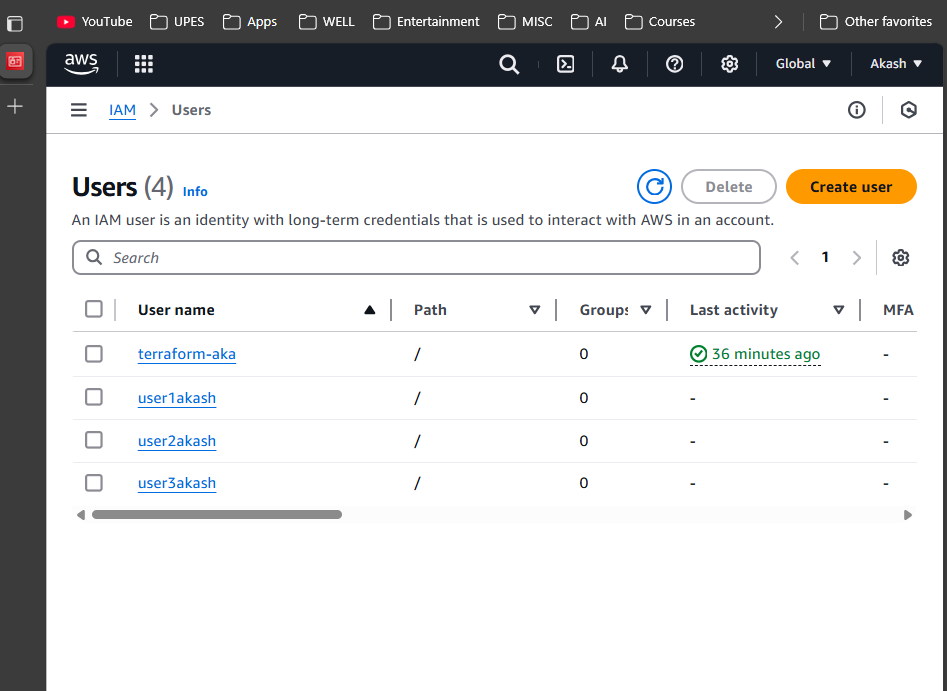 YouTube UPES Apps WELL Entertainment MISC AI Courses Other favorites
aws Global Akash
IAM Users
Users (4) Info Delete Create user
An IAM user is an identity with long-term credentials that is used to interact with AWS in an account.
Search 1
User name Path Groups Last activity MFA
terraform-aka / 0 36 minutes ago -
user1akash / 0 - -
user2akash / 0 - -
user3akash / 0 - -